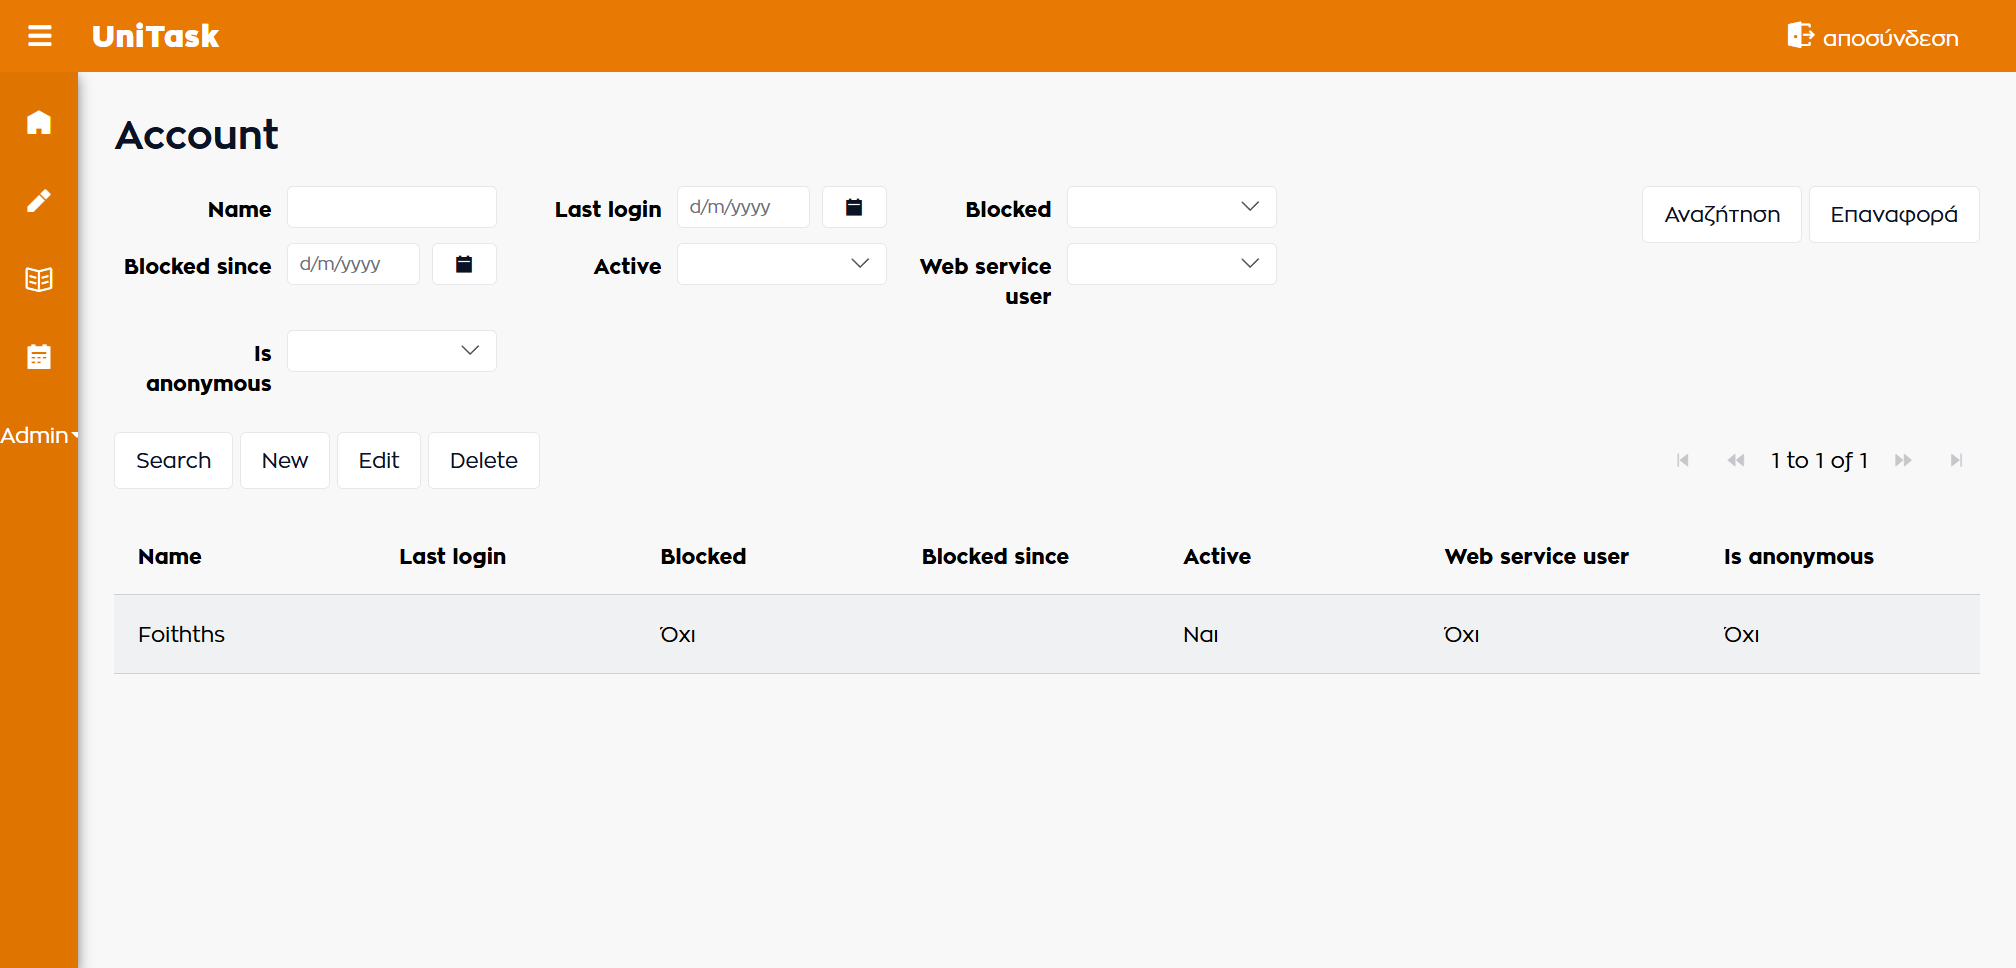 UniTask
αποσύνδεση
Account
Name
Last login d/m/yyyy
Blocked
Αναζήτηση
Επαναφορά
Blocked since d/m/yyyy
Active
Web service
user
Is
anonymous
Admin
Search
New
Edit
Delete
1 to 1 of 1
Name Last login Blocked Blocked since Active Web service user Is anonymous
Foithths Όχι Ναι Όχι Όχι